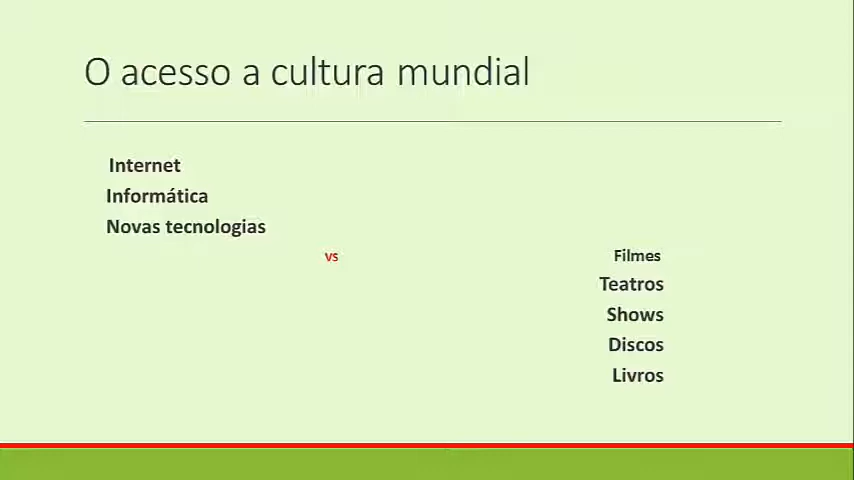 O acesso a cultura mundial
Internet
Informática
Novas tecnologias
vs
Filmes
Teatros
Shows
Discos
Livros